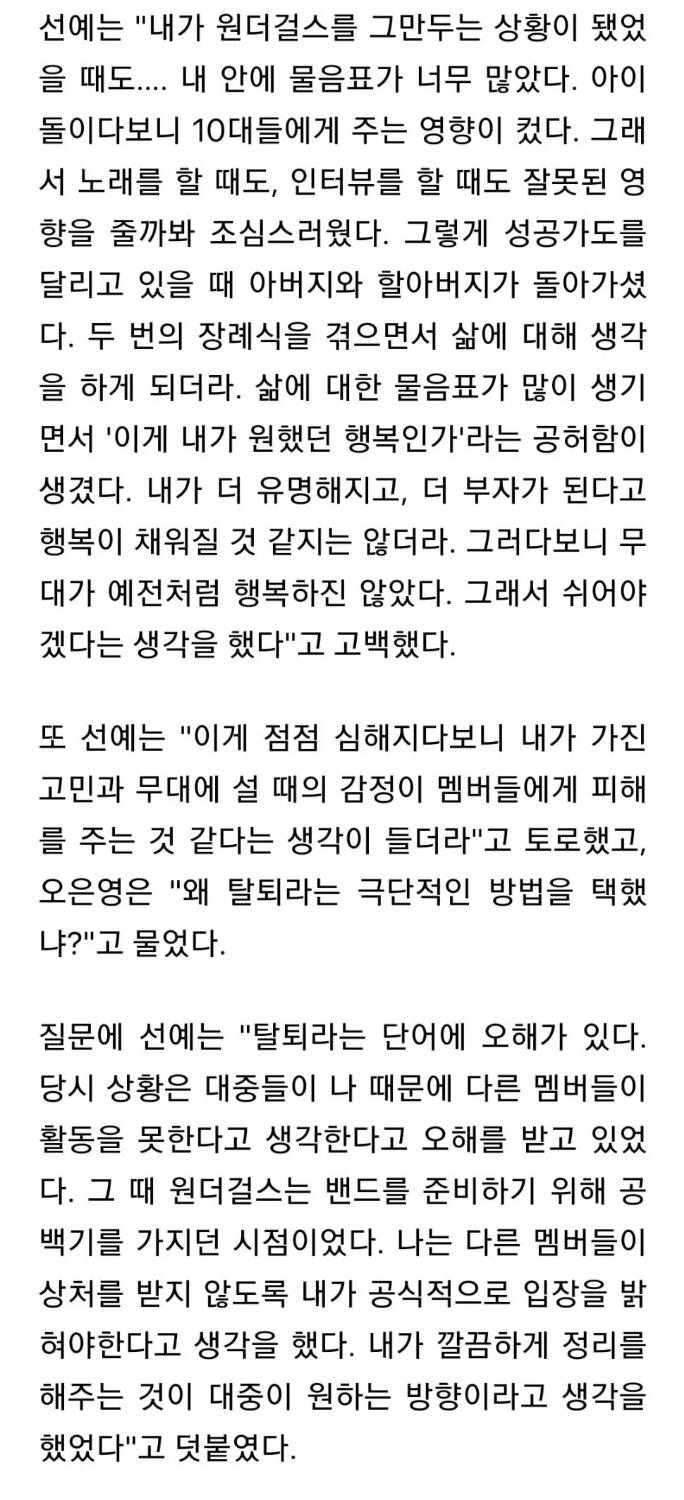 선예는 "내가 원더걸스를 그만두는 상황이 됐었
을 때도.... 내 안에 물음표가 너무 많았다. 아이
돌이다보니 10대들에게 주는 영향이 컸다. 그래
서 노래를 할 때도, 인터뷰를 할 때도 잘못된 영
향을 줄까봐 조심스러웠다. 그렇게 성공가도를
달리고 있을 때 아버지와 할아버지가 돌아가셨
다. 두 번의 장례식을 겪으면서 삶에 대해 생각
을 하게 되더라. 삶에 대한 물음표가 많이 생기
면서 '이게 내가 원했던 행복인가'라는 공허함이
생겼다. 내가 더 유명해지고, 더 부자가 된다고
행복이 채워질 것 같지는 않더라. 그러다보니 무
대가 예전처럼 행복하진 않았다. 그래서 쉬어야
겠다는 생각을 했다"고 고백했다.
또 선예는 "이게 점점 심해지다보니 내가 가진
고민과 무대에 설 때의 감정이 멤버들에게 피해
를 주는 것 같다는 생각이 들더라"고 토로했고,
오은영은 "왜 탈퇴라는 극단적인 방법을 택했
냐?"고 물었다.
질문에 선예는 "탈퇴라는 단어에 오해가 있다.
당시 상황은 대중들이 나 때문에 다른 멤버들이
활동을 못한다고 생각한다고 오해를 받고 있었
다. 그 때 원더걸스는 밴드를 준비하기 위해 공
백기를 가지던 시점이었다. 나는 다른 멤버들이
상처를 받지 않도록 내가 공식적으로 입장을 밝
혀야한다고 생각을 했다. 내가 깔끔하게 정리를
해주는 것이 대중이 원하는 방향이라고 생각을
했었다"고 덧붙였다.